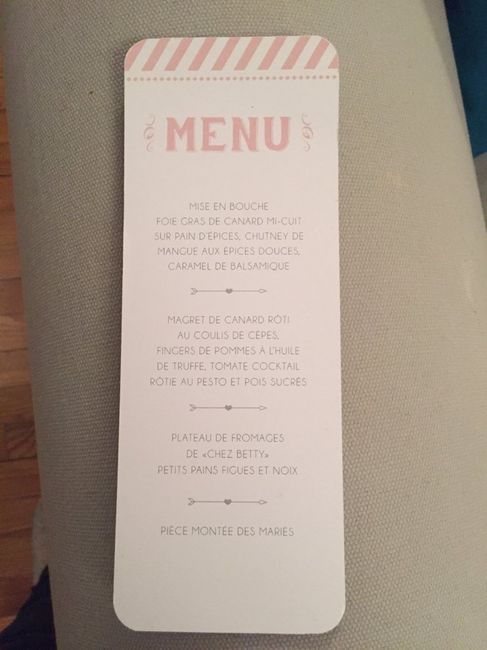 MENU
MISE EN BOUCHE
FOIE GRAS DE CANARD MI-CUIT
SUR PAIN D'ÉPICES, CHUTNEY DE
MANGUE AUX ÉPICES DOUCES,
CARAMEL DE BALSAMIQUE
MAGRET DE CANARD RÔTI
AU COULIS DE CÈPES,
FINGERS DE POMMES À L'HUILE
DE TRUFFE, TOMATE COCKTAIL
RÔTIE AU PESTO ET POIS SUCRÉS
PLATEAU DE FROMAGES
DE «CHEZ BETTY»
PETITS PAINS FIGUES ET NOIX
PIÈCE MONTÉE DES MARIES